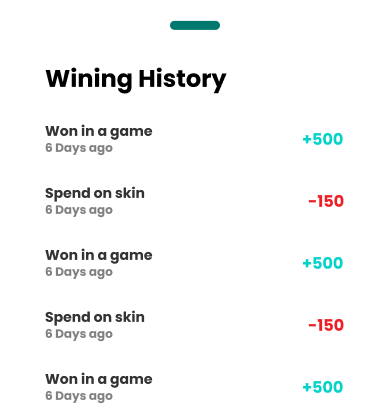 Wining History
Won in a game
6 Days ago
+500
Spend on skin
6 Days ago
-150
Won in a game
6 Days ago
+500
Spend on skin
6 Days ago
-150
Won in a game
6 Days ago
+500